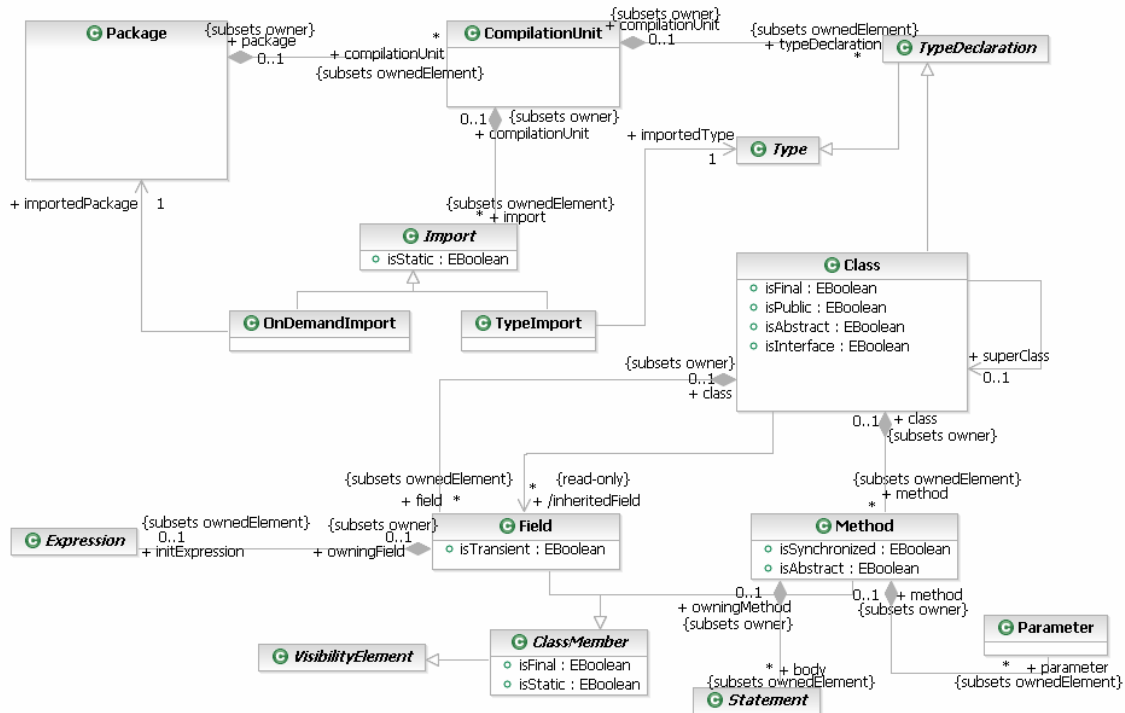 Package
{subsets owner}
+ package
0..1
*
+ compilationUnit
{subsets ownedElement}
CompilationUnit
{subsets owner}
+ compilationUnit
0..1
{subsets ownedElement}
+ typeDeclaration
*
TypeDeclaration
0..1
{subsets owner}
+ compilationUnit
+ importedType
1
Type
+ importedPackage
1
{subsets ownedElement}
*
+ import
Import
isStatic : EBoolean
OnDemandImport
TypeImport
Class
isFinal : EBoolean
isPublic : EBoolean
isAbstract : EBoolean
isInterface : EBoolean
+ superClass
0..1
{subsets owner}
0..1
+ class
0..1
+ class
{subsets owner}
{subsets ownedElement}
+ field
*
{read-only}
*
+ /inheritedField
{subsets ownedElement}
+ method
*
Expression
{subsets ownedElement}
0..1
+ initExpression
{subsets owner}
0..1
+ owningField
Field
isTransient : EBoolean
Method
isSynchronized : EBoolean
isAbstract : EBoolean
0..1
+ owningMethod
{subsets owner}
0..1
+ method
{subsets owner}
Parameter
VisibilityElement
ClassMember
isFinal : EBoolean
isStatic : EBoolean
*
+ body
{subsets ownedElement}
*
+ parameter
{subsets ownedElement}
Statement